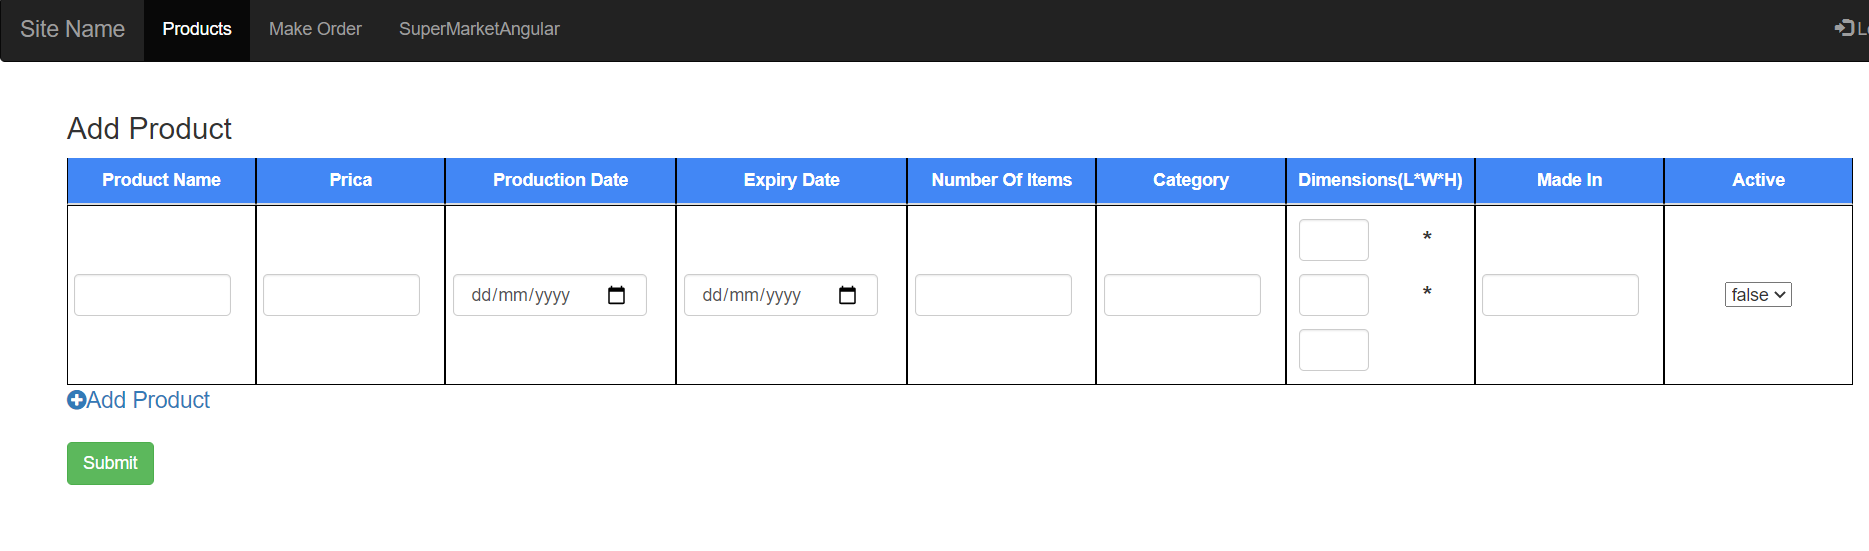 Site Name Products Make Order SuperMarketAngular
Add Product
Product Name Prica Production Date Expiry Date Number Of Items Category Dimensions(L*W*H) Made In Active
*
dd/mm/yyyy dd/mm/yyyy * false
Add Product
Submit